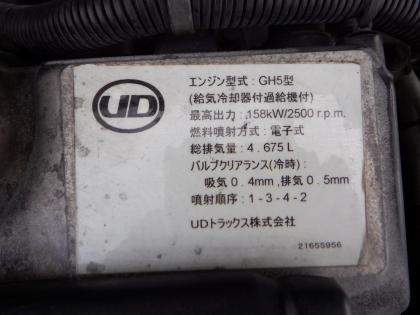 UD
エンジン型式：GH5型
(給気冷却器付過給機付)
最高出力：158kW/2500 r.p.m.
燃料噴射方式：電子式
総排気量：4.675L
バルブクリアランス(冷時)：
吸気0.4mm,排気0.5mm
噴射順序：1-3-4-2
UDトラックス株式会社
21655956